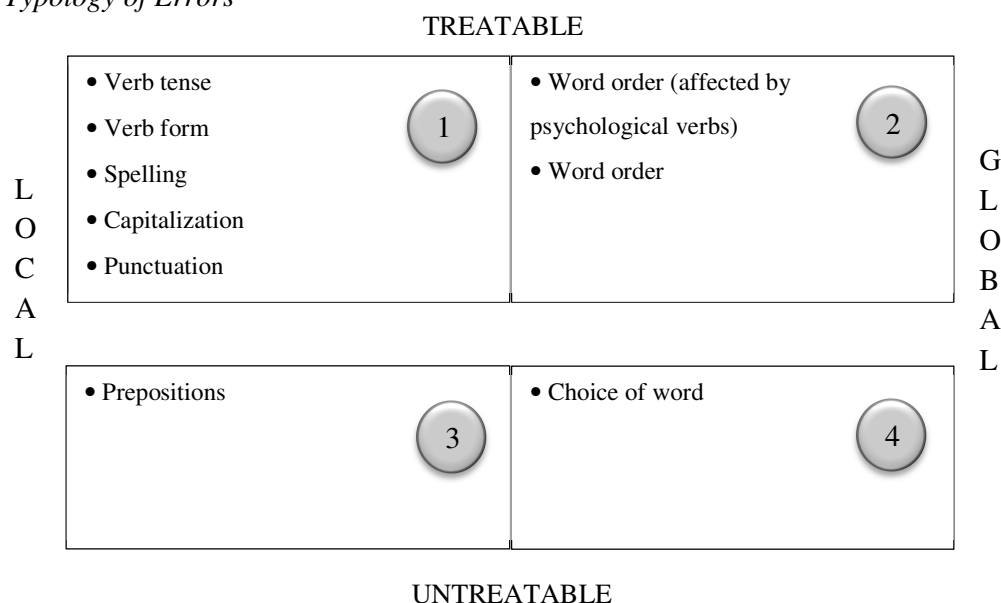 Typology of Errors
TREATABLE
• Verb tense
• Verb form
• Spelling
• Capitalization
• Punctuation
1
• Word order (affected by
psychological verbs)
• Word order
2
L
O
C
A
L
G
L
O
B
A
L
• Prepositions
3
• Choice of word
4
UNTREATABLE